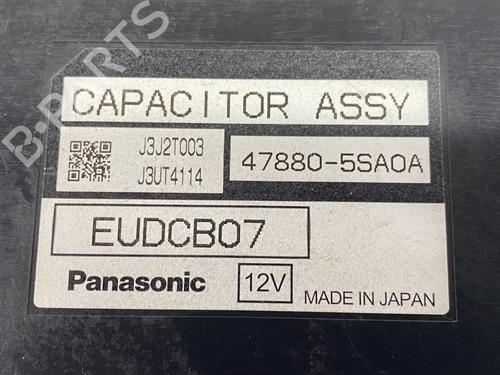 B-PARTS
CAPACITOR ASSY
J3J2T003
J3UT4114
47880-5SA0A
EUDCB07
Panasonic
12V
MADE IN JAPAN